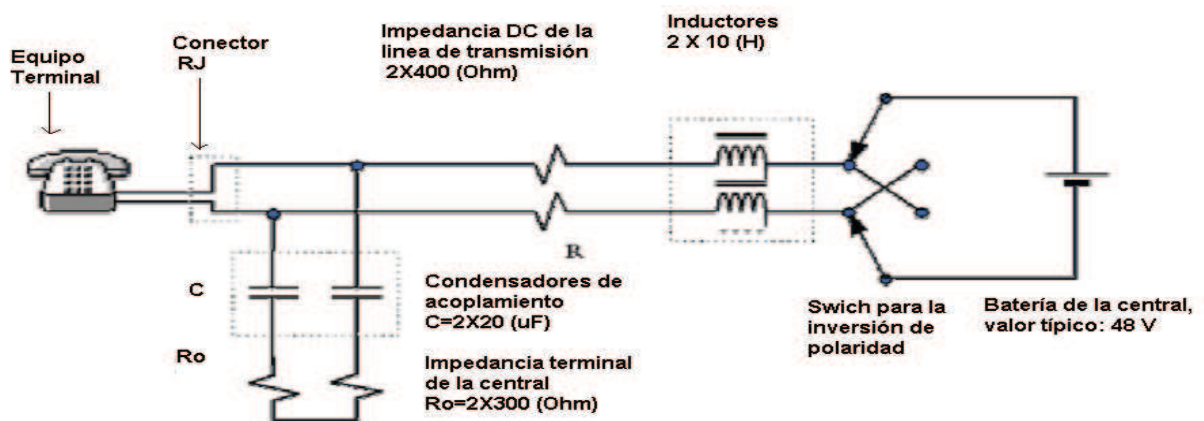 Equipo
Terminal
Conector
RJ
Impedancia DC de la
linea de transmisión
2X400 (Ohm)
Inductores
2 X 10 (H)
R
C
Condensadores de
acoplamiento
C=2X20 (uF)
Ro
Impedancia terminal
de la central
Ro=2X300 (Ohm)
Swich para la
inversión de
polaridad
Batería de la central,
valor típico: 48 V